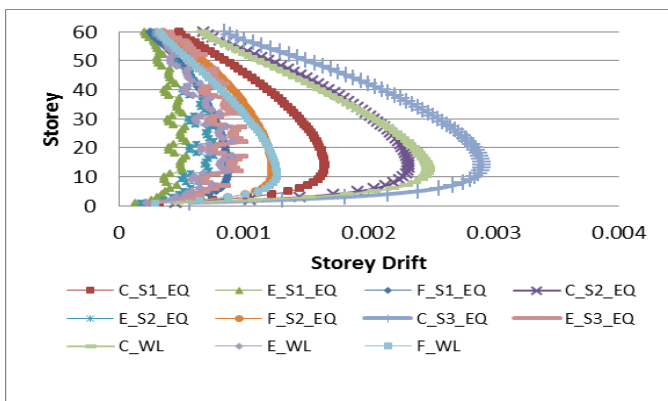 60
50
40
30
20
10
0
Storey
0
0.001
0.002
0.003
0.004
Storey Drift
C_S1_EQ
E_S1_EQ
F_S1_EQ
C_S2_EQ
E_S2_EQ
F_S2_EQ
C_S3_EQ
E_S3_EQ
C_WL
E_WL
F_WL